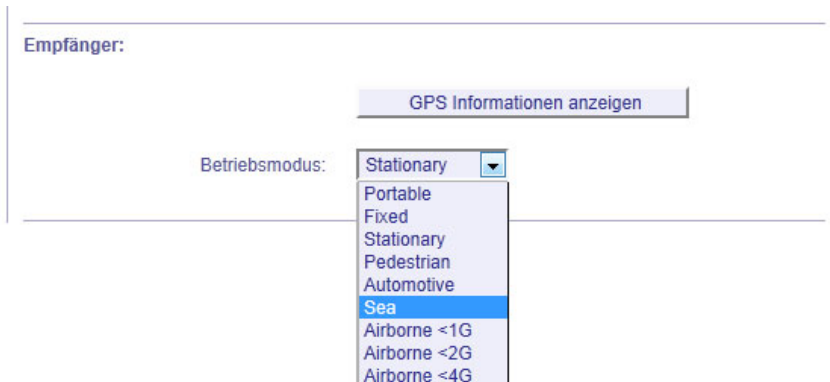 Empfänger:
GPS Informationen anzeigen
Betriebsmodus: Stationary
Portable
Fixed
Stationary
Pedestrian
Automotive
Sea
Airborne <1G
Airborne <2G
Airborne <4G